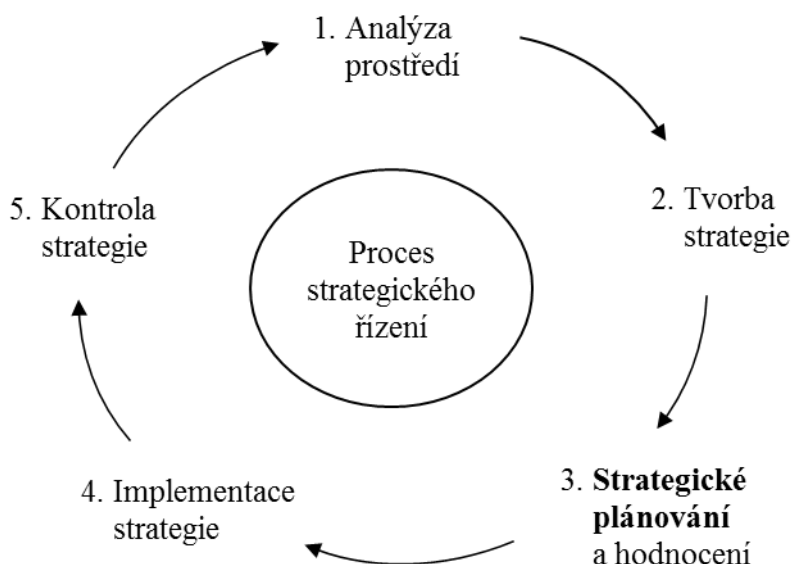 1. Analýza
prostředí
2. Tvorba
strategie
3. Strategické
plánování
a hodnocení
4. Implementace
strategie
5. Kontrola
strategie
Proces
strategického
řízení